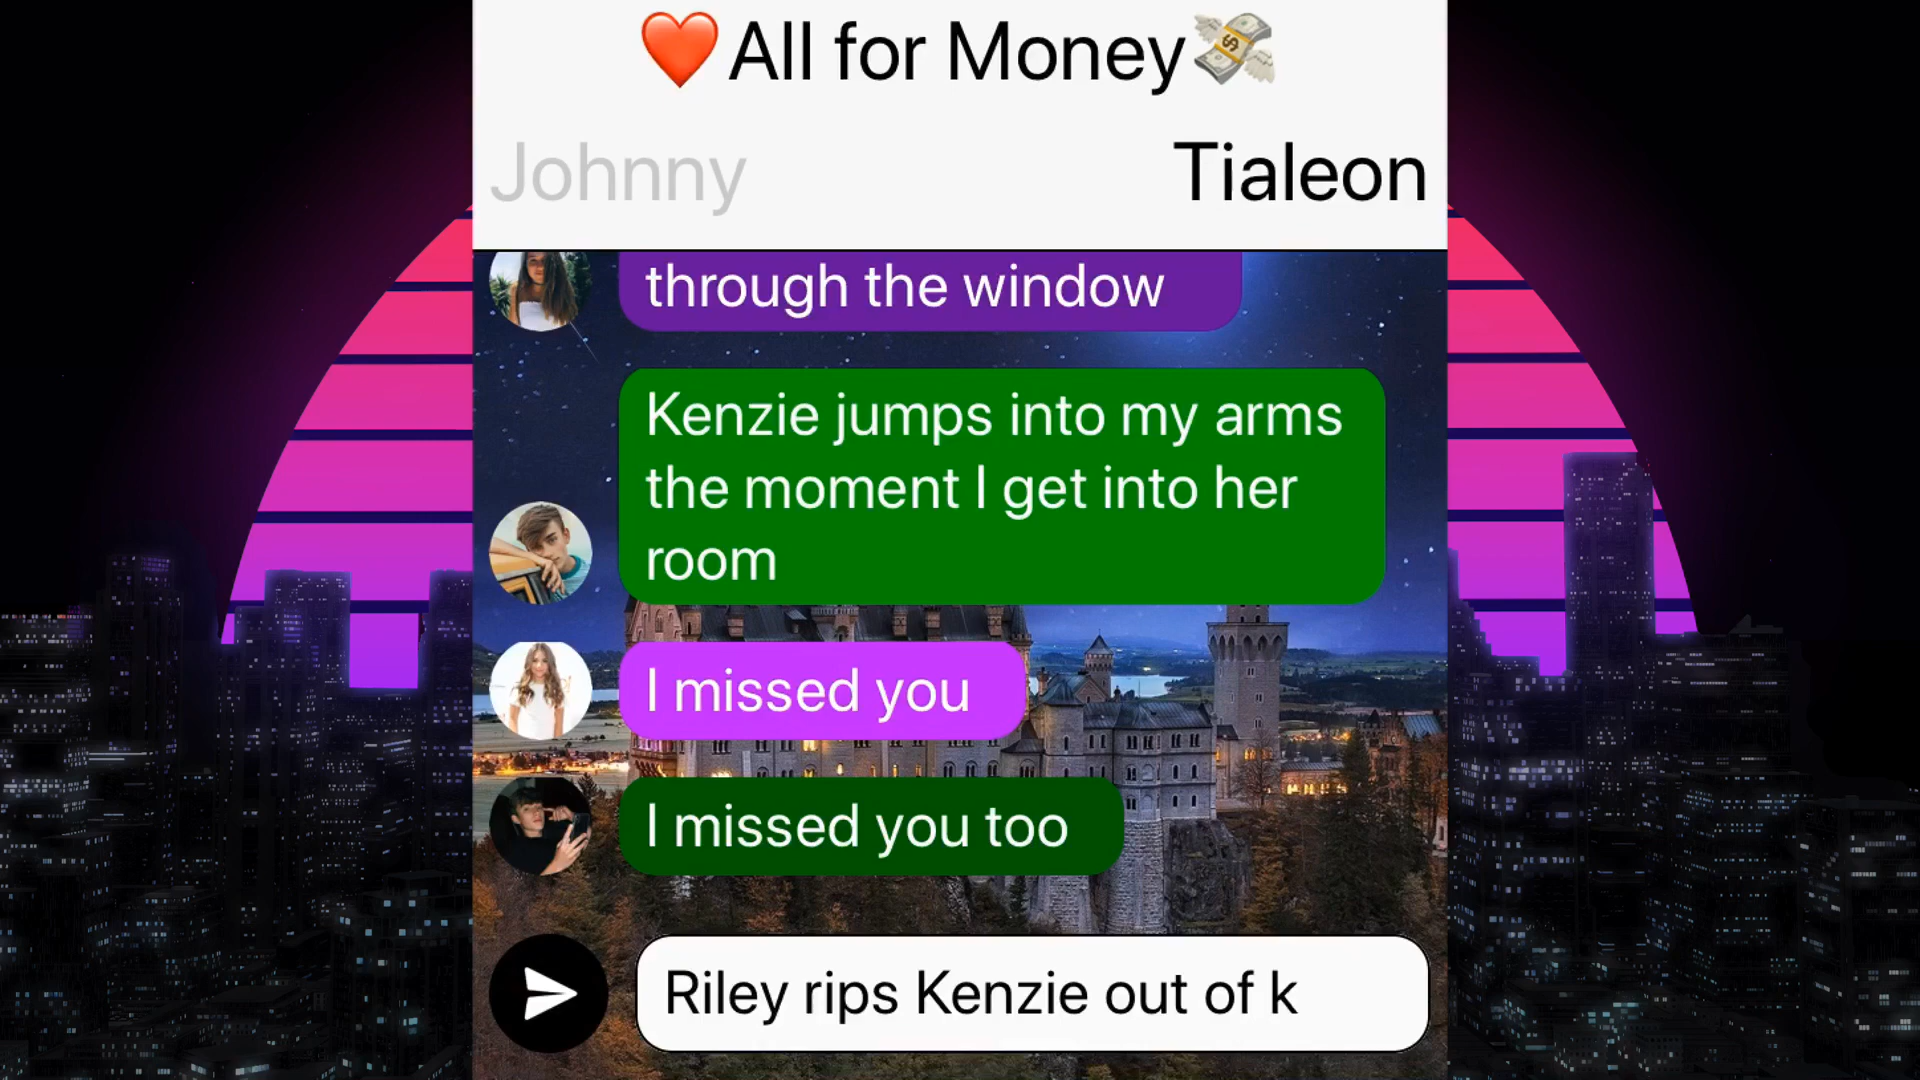 ❤️All for Money💸
Johnny
Tialeon
through the window
Kenzie jumps into my arms
the moment I get into her
room
I missed you
I missed you too
Riley rips Kenzie out of k